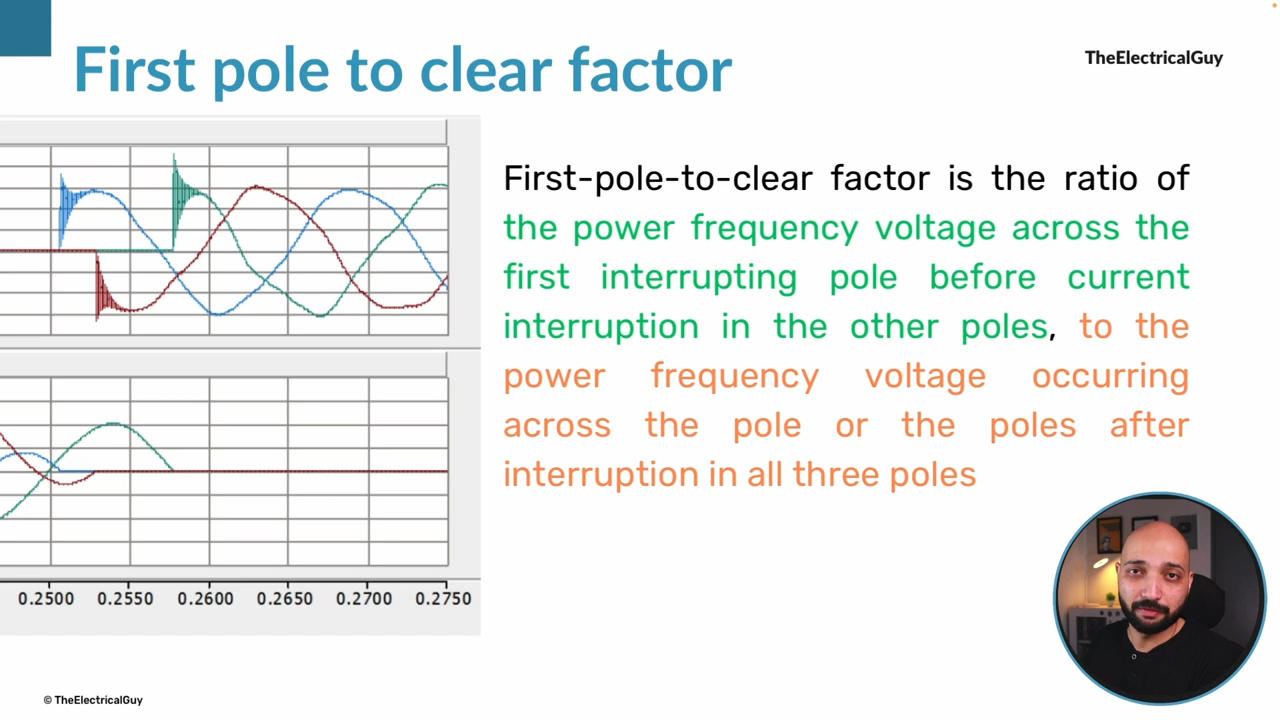 First pole to clear factor
TheElectricalGuy
First-pole-to-clear factor is the ratio of
the power frequency voltage across the
first interrupting pole before current
interruption in the other poles, to the
power frequency voltage occurring
across the pole or the poles after
interruption in all three poles
0.2500 0.2550 0.2600 0.2650 0.2700 0.2750
© TheElectricalGuy